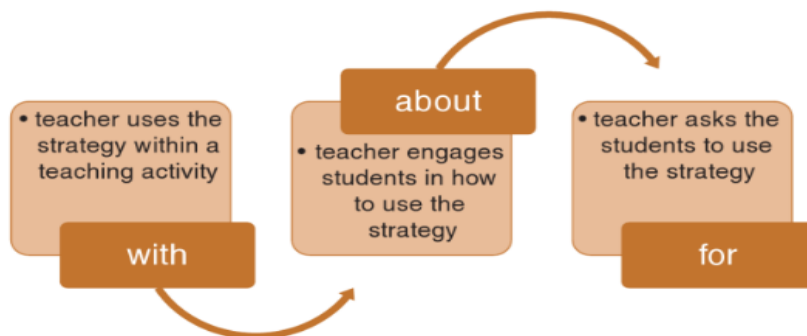 • teacher uses the
strategy within a
teaching activity
with
about
• teacher engages
students in how
to use the
strategy
• teacher asks the
students to use
the strategy
for